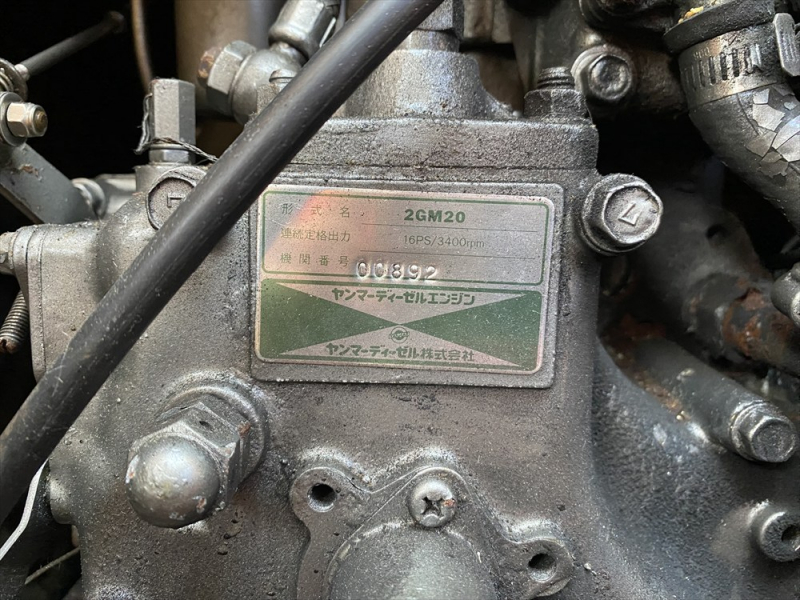 形式名 2GM20
連続定格出力 16PS/3400rpm
機関番号 00892
ヤンマーディーゼルエンジン
ヤンマーディーゼル株式会社
7
7